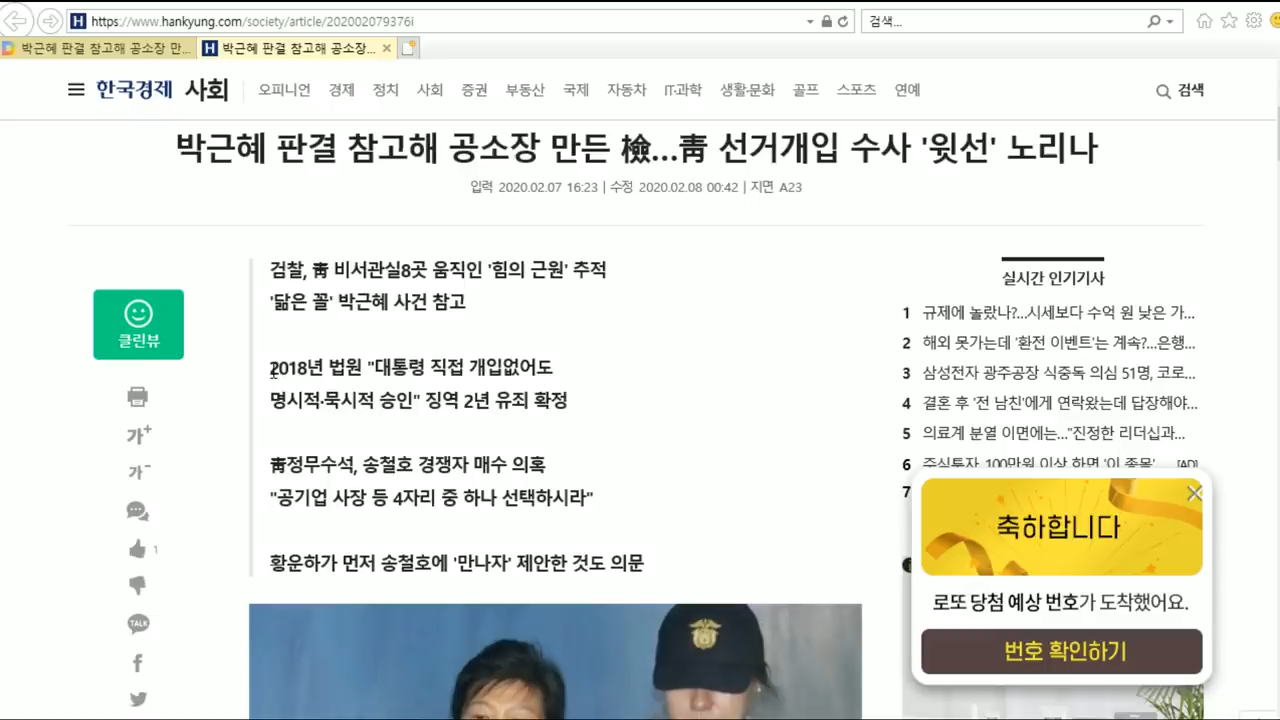 https://www.hankyung.com/society/article/202002079376i
검색...
박근혜 판결 참고해 공소장 만...
박근혜 판결 참고해 공소장...
한국경제 사회 오피니언 경제 정치 사회 증권 부동산 국제 자동차 IT·과학 생활·문화 골프 스포츠 연예 검색
박근혜 판결 참고해 공소장 만든 檢...靑 선거개입 수사 '윗선' 노리나
입력 2020.02.07 16:23 | 수정 2020.02.08 00:42 | 지면 A23
검찰, 靑 비서관실8곳 움직인 '힘의 근원' 추적
'닮은 꼴' 박근혜 사건 참고
2018년 법원 "대통령 직접 개입없어도
명시적·묵시적 승인" 징역 2년 유죄 확정
靑정무수석, 송철호 경쟁자 매수 의혹
"공기업 사장 등 4자리 중 하나 선택하시라"
황운하가 먼저 송철호에 '만나자' 제안한 것도 의문
클린뷰
가+
가-
1
TALK
실시간 인기기사
1 규제에 놀랐나?...시세보다 수억 원 낮은 가...
2 해외 못가는데 '환전 이벤트'는 계속?...은행...
3 삼성전자 광주공장 식중독 의심 51명, 코로...
4 결혼 후 '전 남친'에게 연락왔는데 답장해야...
5 의료계 분열 이면에는..."진정한 리더십과...
6 주식투자 100만원 이상 하면 '이 종목' [AD]
7
축하합니다
로또 당첨 예상 번호가 도착했어요.
번호 확인하기